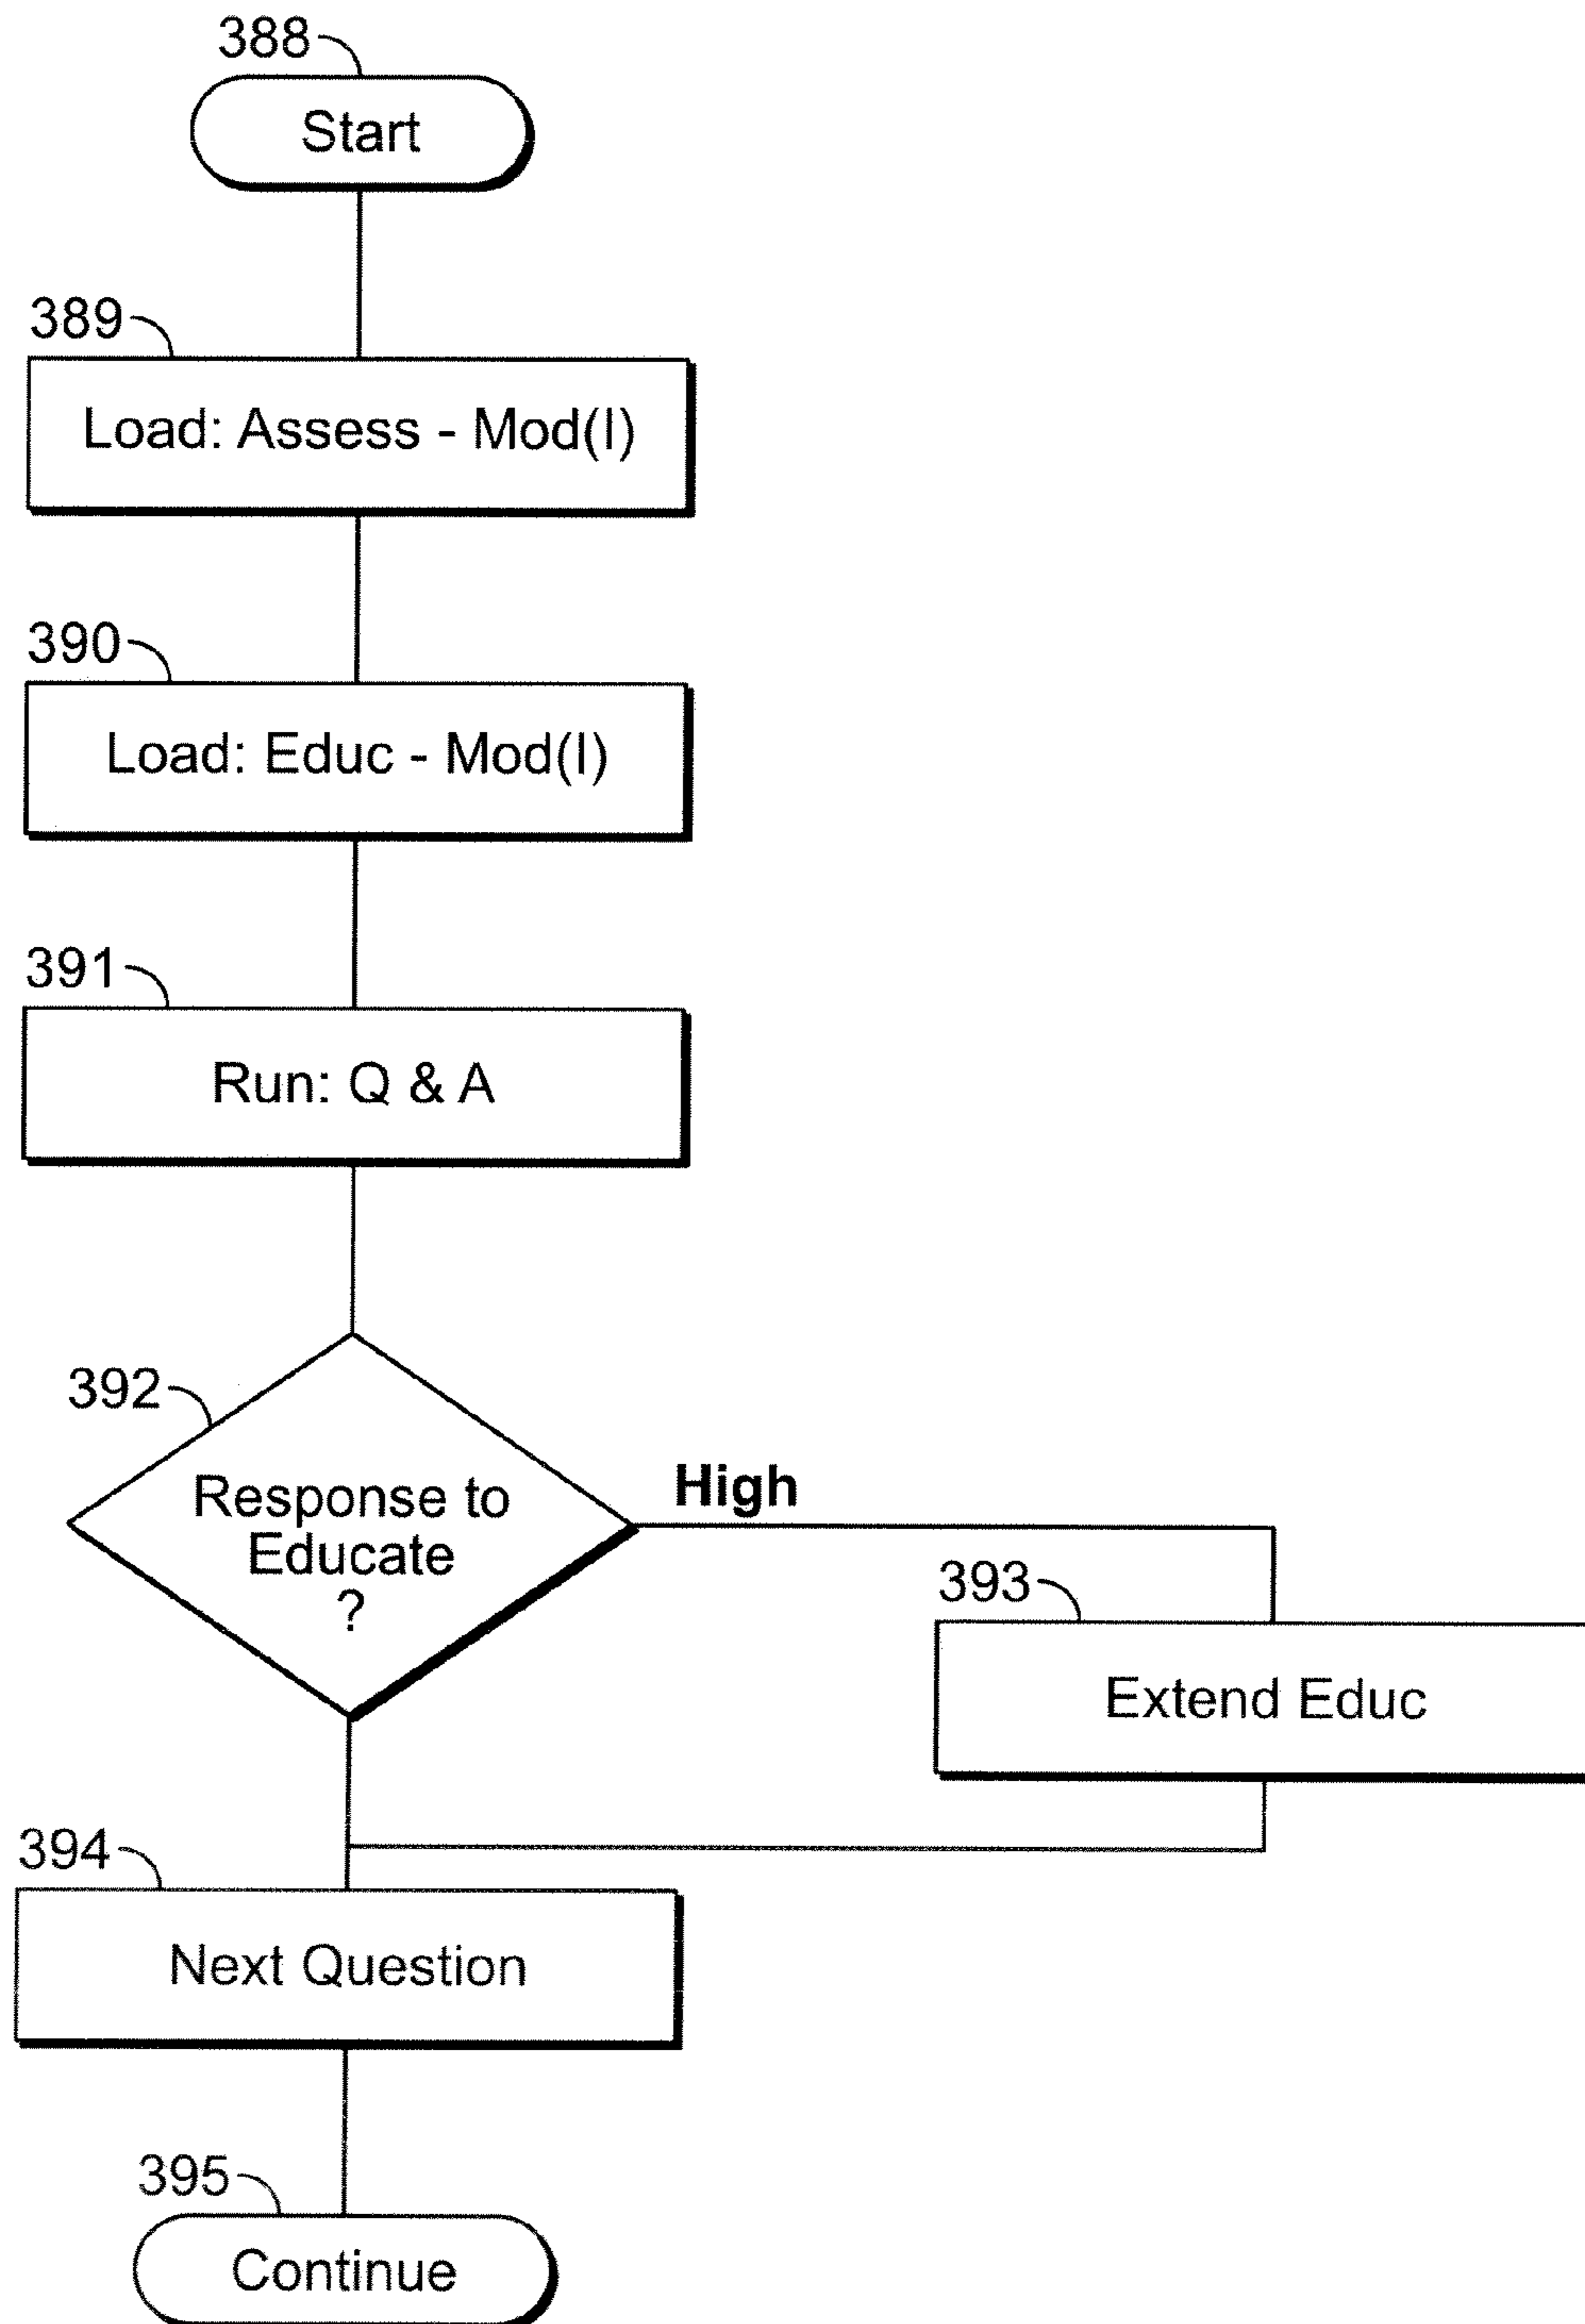 388
Start
389
Load: Assess - Mod(I)
390
Load: Educ - Mod(I)
391
Run: Q & A
392
Response to
Educate
?
High
393
Extend Educ
394
Next Question
395
Continue